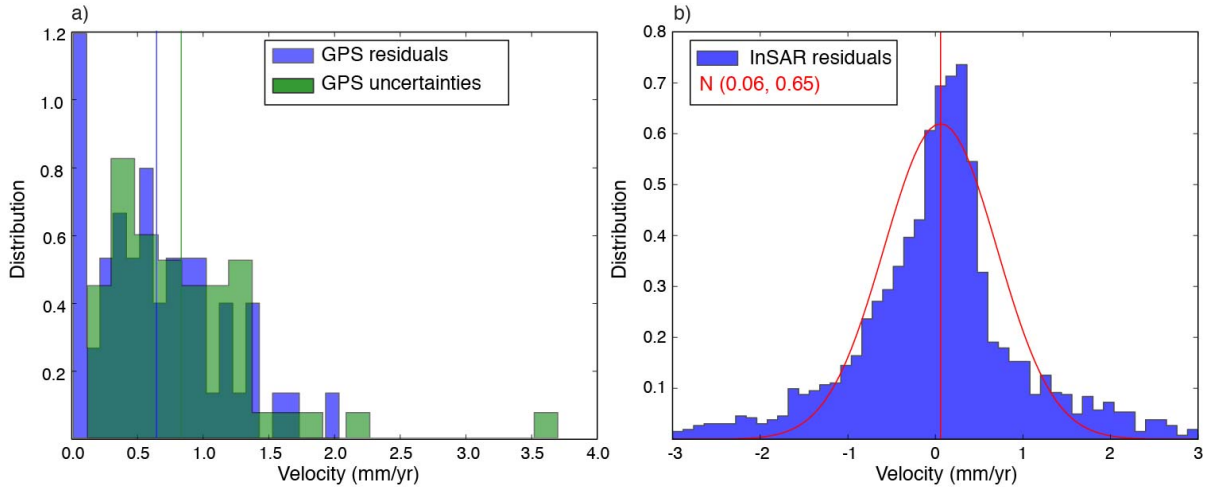 a)
GPS residuals
GPS uncertainties
Distribution
1.2
1.0
0.8
0.6
0.4
0.2
0.0 0.5 1.0 1.5 2.0 2.5 3.0 3.5 4.0
Velocity (mm/yr)
b)
InSAR residuals
N (0.06, 0.65)
Distribution
0.8
0.7
0.6
0.5
0.4
0.3
0.2
0.1
-3 -2 -1 0 1 2 3
Velocity (mm/yr)